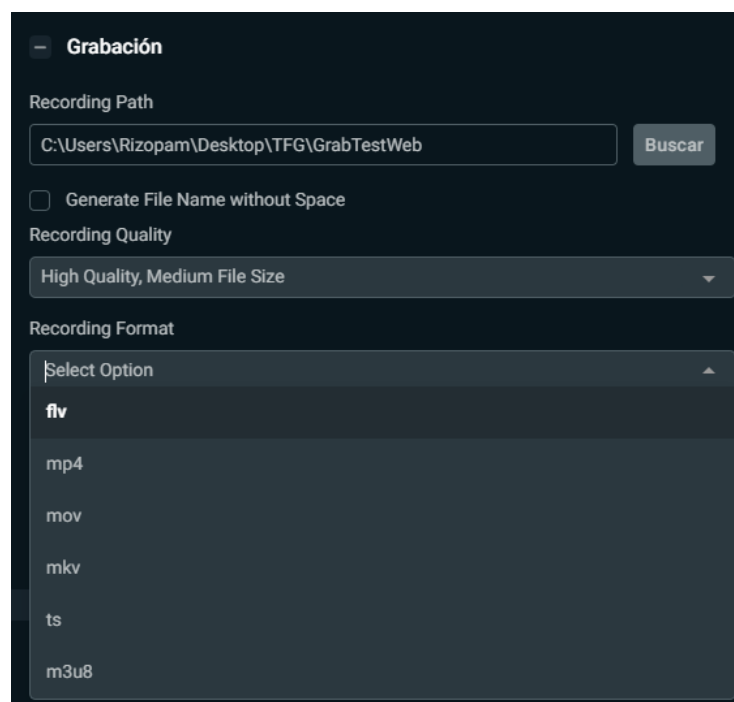 Grabación
Recording Path
C:\Users\Rizopam\Desktop\TFG\GrabTestWeb
Buscar
Generate File Name without Space
Recording Quality
High Quality, Medium File Size
Recording Format
Select Option
flv
mp4
mov
mkv
ts
m3u8